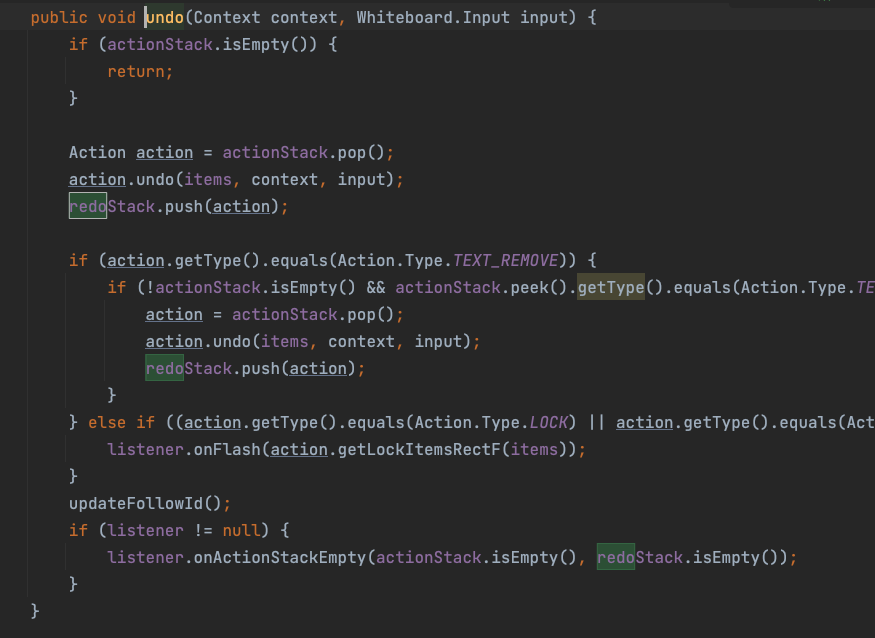 public void undo(Context context, Whiteboard.Input input) {
if (actionStack.isEmpty()) {
return;
}
Action action = actionStack.pop();
action.undo(items, context, input);
redoStack.push(action);
if (action.getType().equals(Action.Type.TEXT_REMOVE)) {
if (!actionStack.isEmpty() && actionStack.peek().getType().equals(Action.Type.TE
action = actionStack.pop();
action.undo(items, context, input);
redoStack.push(action);
}
} else if ((action.getType().equals(Action.Type.LOCK) || action.getType().equals(Act
listener.onFlash(action.getLockItemsRectF(items));
}
updateFollowId();
if (listener != null) {
listener.onActionStackEmpty(actionStack.isEmpty(), redoStack.isEmpty());
}
}